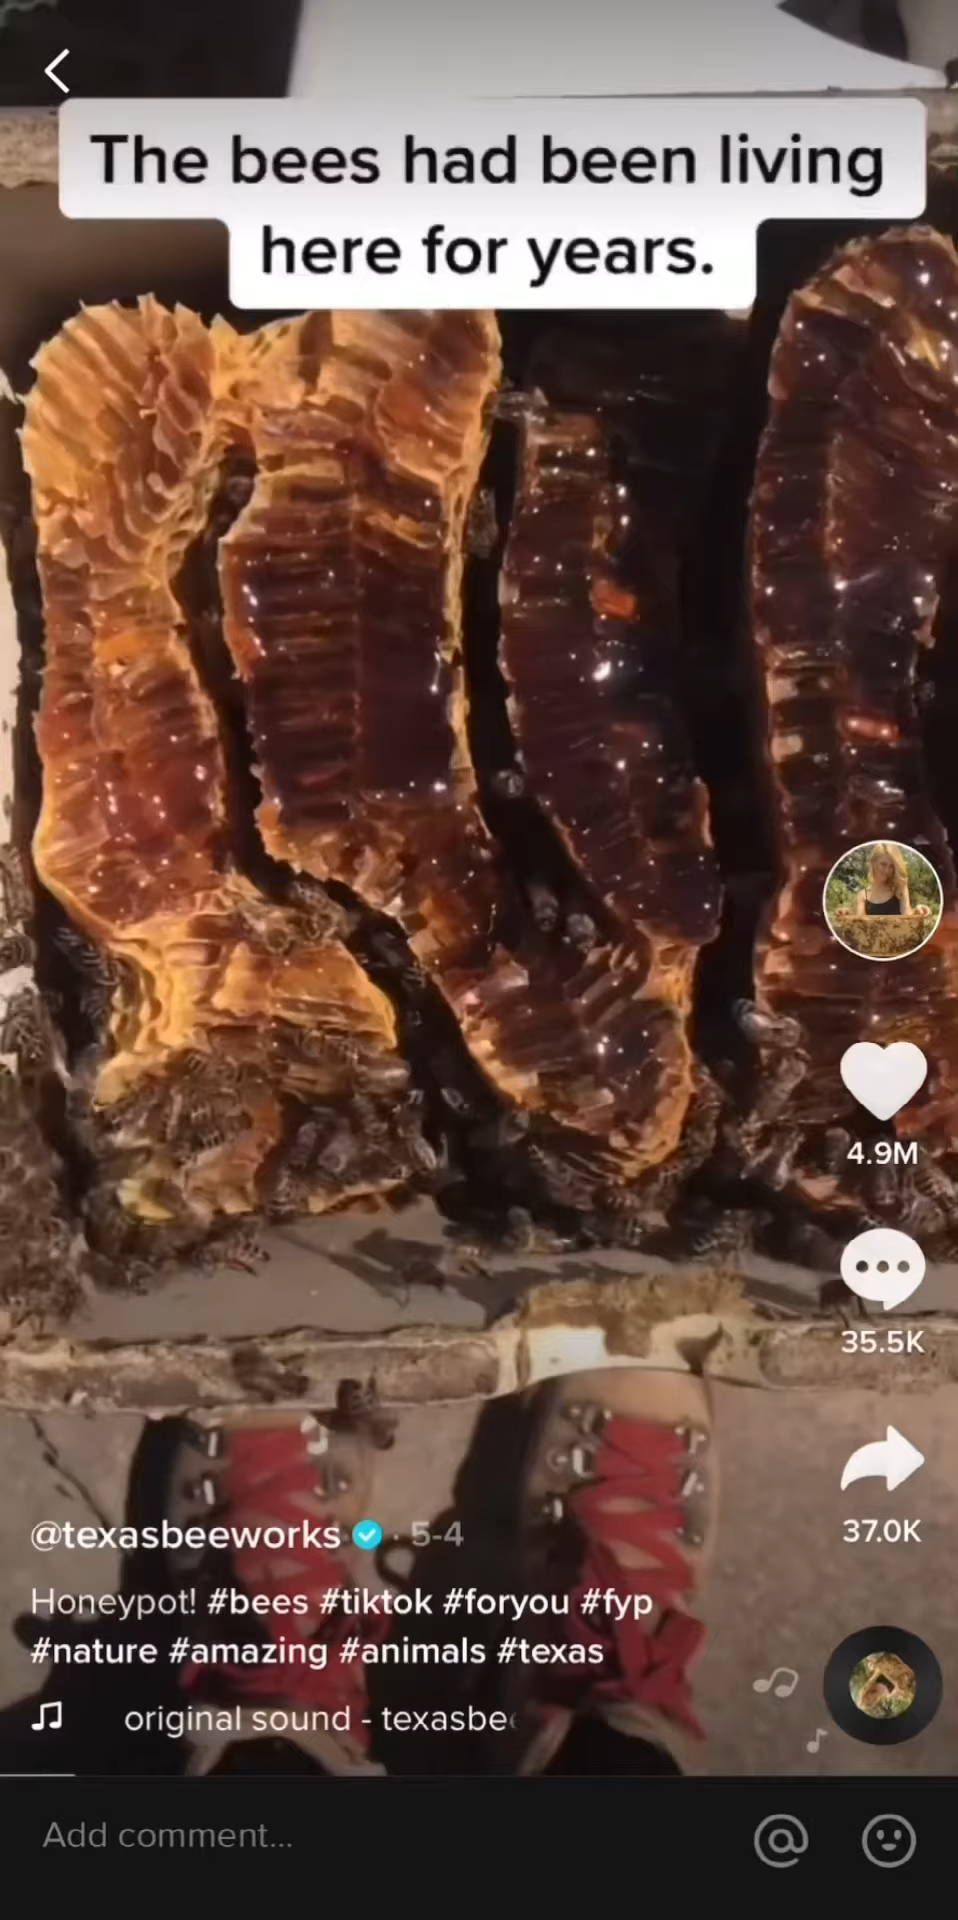 The bees had been living
here for years.
4.9M
35.5K
37.0K
@texasbeeworks · 5-4
Honeypot! #bees #tiktok #foryou #fyp
#nature #amazing #animals #texas
original sound - texasbe
Add comment...